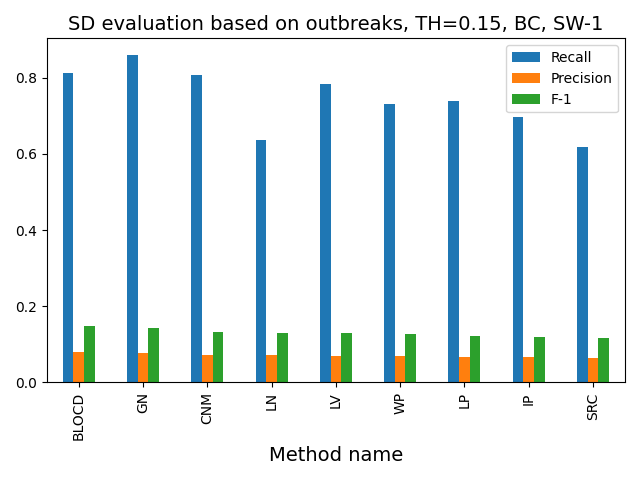 SD evaluation based on outbreaks, TH=0.15, BC, SW-1
Recall
Precision
F-1
0.8
0.6
0.4
0.2
0.0
BLOCD
GN
CNM
LN
LV
WP
LP
IP
SRC
Method name